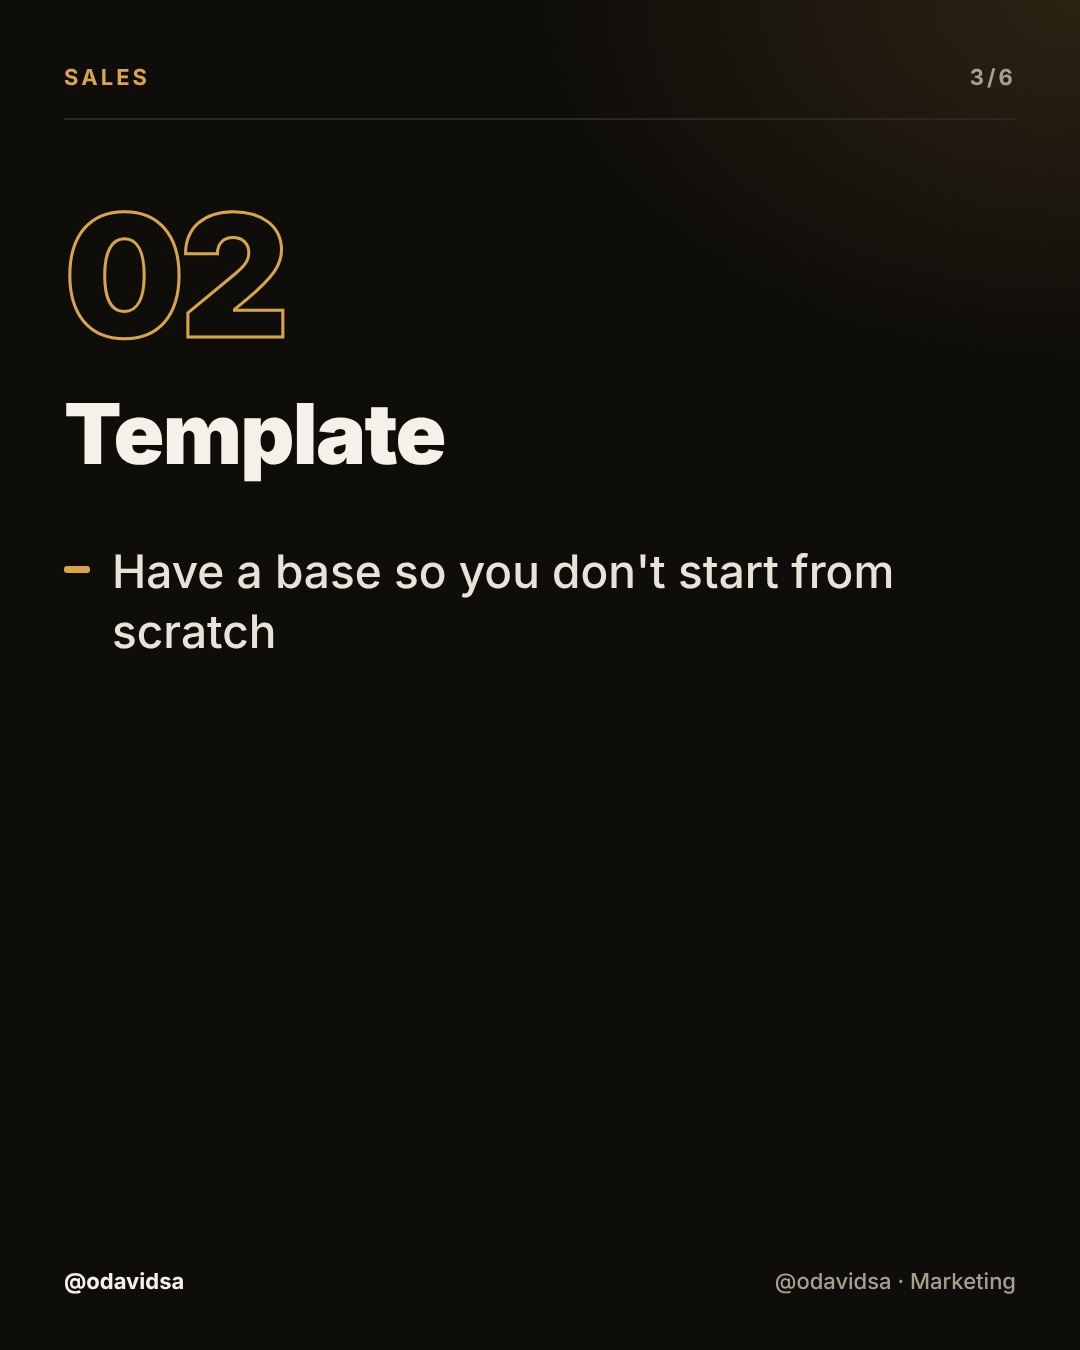 SALES
3/6
02
Template
Have a base so you don't start from
scratch
@odavidsa
@odavidsa · Marketing